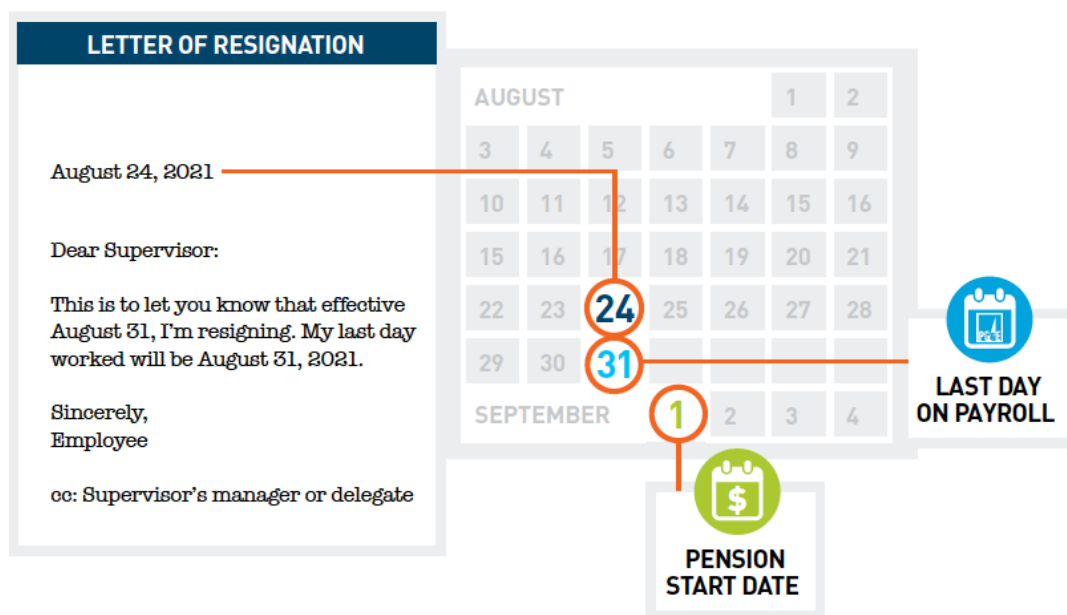 LETTER OF RESIGNATION
August 24, 2021
Dear Supervisor:
This is to let you know that effective
August 31, I'm resigning. My last day
worked will be August 31, 2021.
Sincerely,
Employee
cc: Supervisor's manager or delegate
AUGUST 1 2
3 4 5 6 7 8 9
10 11 12 13 14 15 16
15 16 17 18 19 20 21
22 23 24 25 26 27 28
29 30 31
SEPTEMBER 1 2 3 4
PG&E
LAST DAY
ON PAYROLL
$
PENSION
START DATE